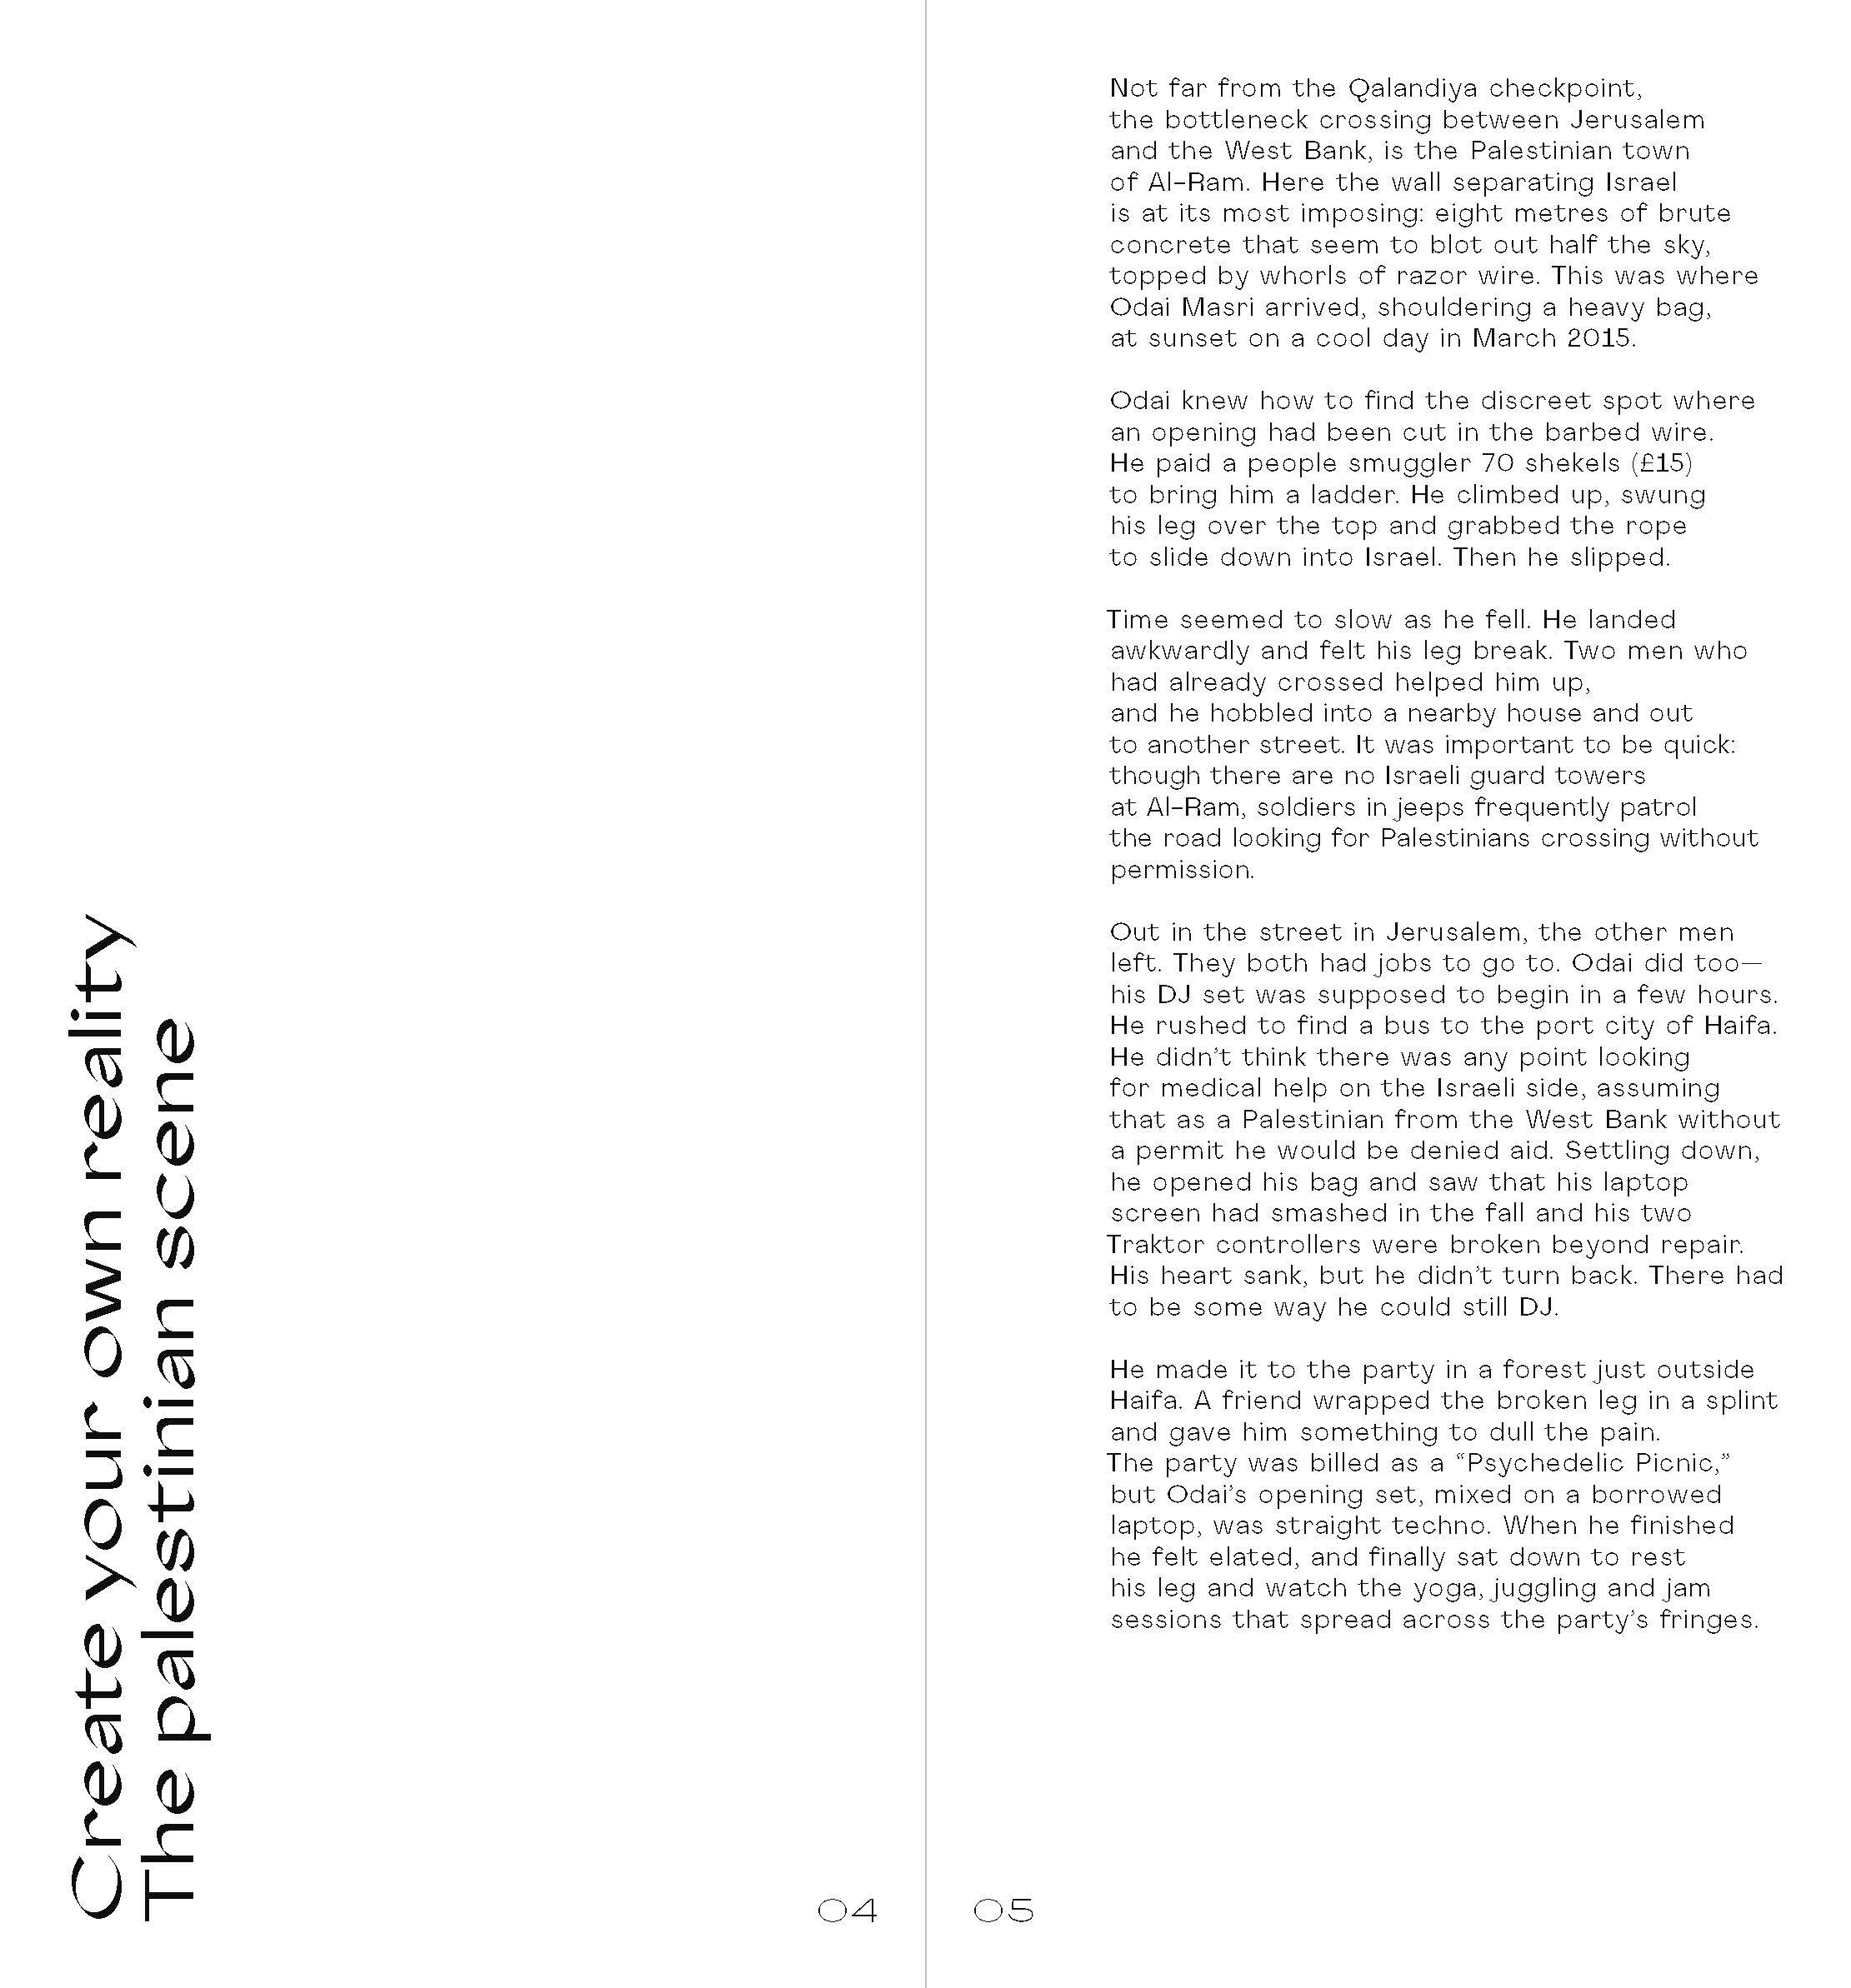 Create your own reality
The palestinian scene
04
Not far from the Qalandiya checkpoint,
the bottleneck crossing between Jerusalem
and the West Bank, is the Palestinian town
of Al-Ram. Here the wall separating Israel
is at its most imposing: eight metres of brute
concrete that seem to blot out half the sky,
topped by whorls of razor wire. This was where
Odai Masri arrived, shouldering a heavy bag,
at sunset on a cool day in March 2015.

Odai knew how to find the discreet spot where
an opening had been cut in the barbed wire.
He paid a people smuggler 70 shekels (£15)
to bring him a ladder. He climbed up, swung
his leg over the top and grabbed the rope
to slide down into Israel. Then he slipped.

Time seemed to slow as he fell. He landed
awkwardly and felt his leg break. Two men who
had already crossed helped him up,
and he hobbled into a nearby house and out
to another street. It was important to be quick:
though there are no Israeli guard towers
at Al-Ram, soldiers in jeeps frequently patrol
the road looking for Palestinians crossing without
permission.

Out in the street in Jerusalem, the other men
left. They both had jobs to go to. Odai did too—
his DJ set was supposed to begin in a few hours.
He rushed to find a bus to the port city of Haifa.
He didn’t think there was any point looking
for medical help on the Israeli side, assuming
that as a Palestinian from the West Bank without
a permit he would be denied aid. Settling down,
he opened his bag and saw that his laptop
screen had smashed in the fall and his two
Traktor controllers were broken beyond repair.
His heart sank, but he didn’t turn back. There had
to be some way he could still DJ.

He made it to the party in a forest just outside
Haifa. A friend wrapped the broken leg in a splint
and gave him something to dull the pain.
The party was billed as a “Psychedelic Picnic,”
but Odai’s opening set, mixed on a borrowed
laptop, was straight techno. When he finished
he felt elated, and finally sat down to rest
his leg and watch the yoga, juggling and jam
sessions that spread across the party’s fringes.
05